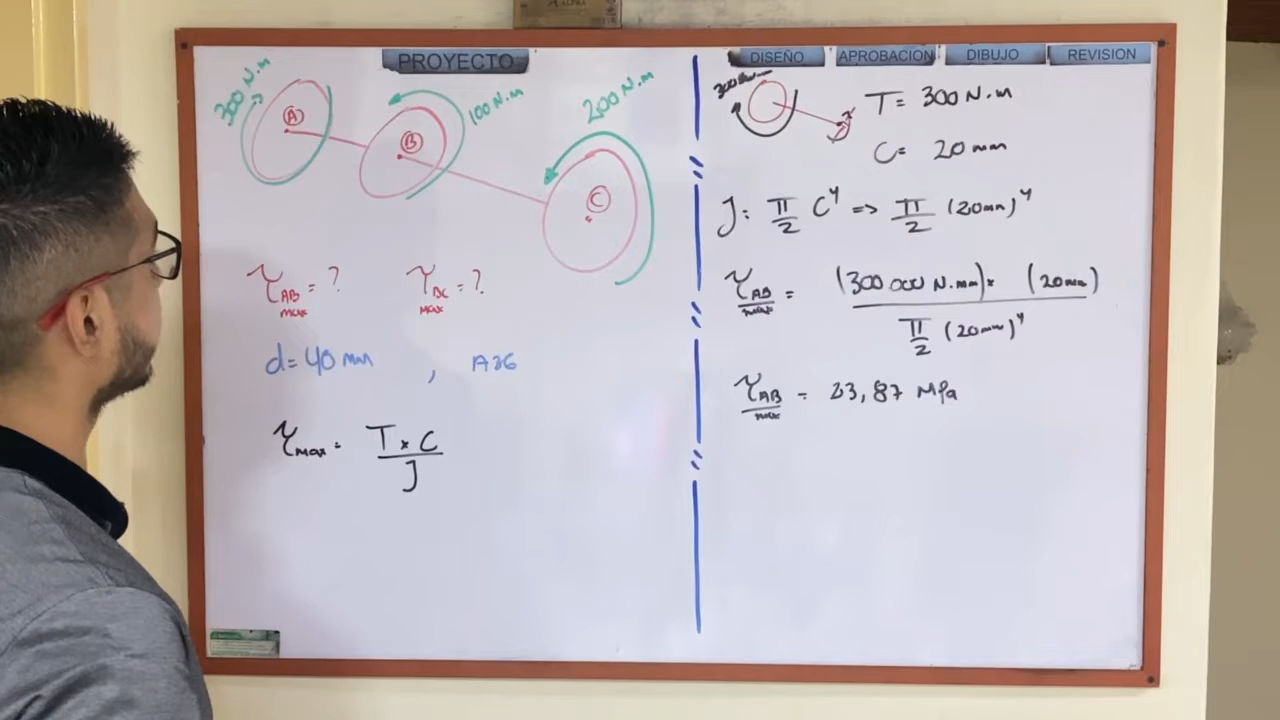 PROYECTO
DISEÑO
APROBACION
DIBUJO
REVISION
300 N.m
A
B
100 N.m
200 N.m
C
τAB max = ?
τBC max = ?
d = 40 mm , A36
τmax = T × C / J
x
T = 300 N.m
C = 20 mm
J = π/2 C⁴ => π/2 (20mm)⁴
τAB max = (300 000 N.mm) × (20mm) / π/2 (20mm)⁴
τAB max = 23,87 MPa